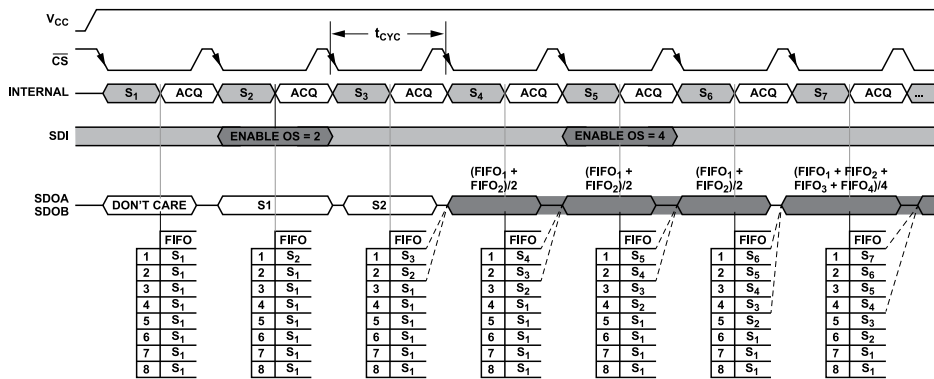 VCC
tCYC
CS
INTERNAL S1 ACQ S2 ACQ S3 ACQ S4 ACQ S5 ACQ S6 ACQ S7 ACQ ...
SDI ENABLE OS = 2 ENABLE OS = 4
(FIFO1 + (FIFO1 + (FIFO1 + (FIFO1 + FIFO2 +
FIFO2)/2 FIFO2)/2 FIFO2)/2 FIFO3 + FIFO4)/4
SDOA
SDOB DON'T CARE S1 S2
FIFO FIFO FIFO FIFO FIFO FIFO FIFO
1 S1 1 S2 1 S3 1 S4 1 S5 1 S6 1 S7
2 S1 2 S1 2 S2 2 S3 2 S4 2 S5 2 S6
3 S1 3 S1 3 S1 3 S2 3 S3 3 S4 3 S5
4 S1 4 S1 4 S1 4 S1 4 S2 4 S3 4 S4
5 S1 5 S1 5 S1 5 S1 5 S1 5 S2 5 S3
6 S1 6 S1 6 S1 6 S1 6 S1 6 S1 6 S2
7 S1 7 S1 7 S1 7 S1 7 S1 7 S1 7 S1
8 S1 8 S1 8 S1 8 S1 8 S1 8 S1 8 S1